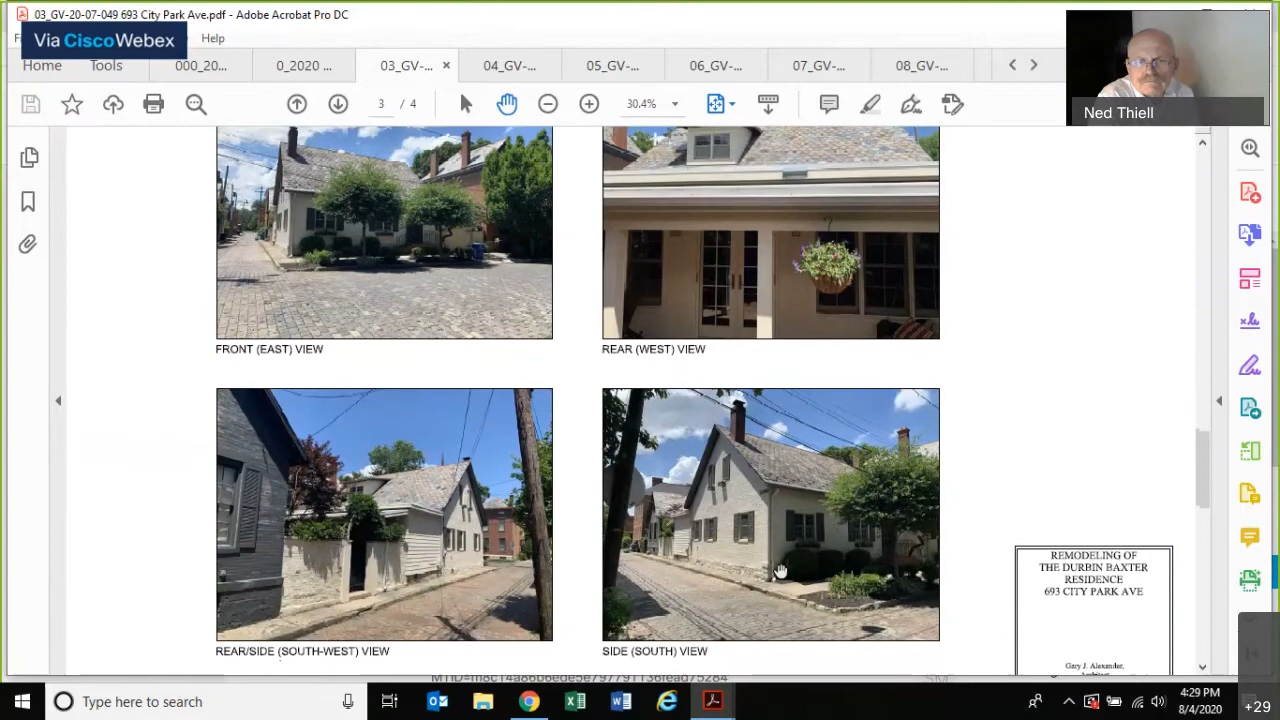 03_GV-20-07-049 693 City Park Ave.pdf - Adobe Acrobat Pro DC
Via CiscoWebex
Help
Home
Tools
000_20...
0_2020 ...
03_GV-... ×
04_GV-...
05_GV-...
06_GV-...
07_GV-...
08_GV-...
3 / 4
30.4%
Ned Thiell
FRONT (EAST) VIEW
REAR (WEST) VIEW
REAR/SIDE (SOUTH-WEST) VIEW
SIDE (SOUTH) VIEW
REMODELING OF
THE DURBIN BAXTER
RESIDENCE
693 CITY PARK AVE
Gary J. Alexander,
Type here to search
4:29 PM
8/4/2020
+29